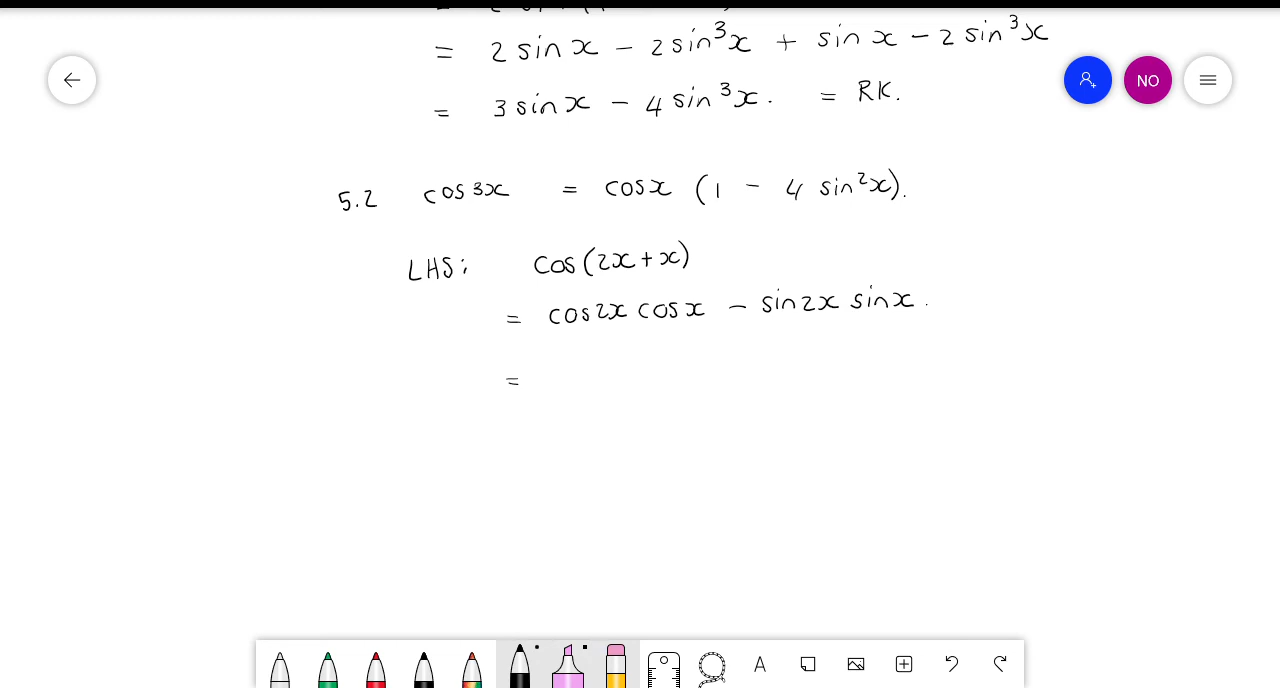 = 2 sin x − 2 sin³x + sin x − 2 sin³x
= 3 sin x − 4 sin³x. = RK.
NO
5.2 cos 3x = cos x (1 − 4 sin²x).
LHS: cos(2x + x)
= cos 2x cos x − sin 2x sin x.
=
A